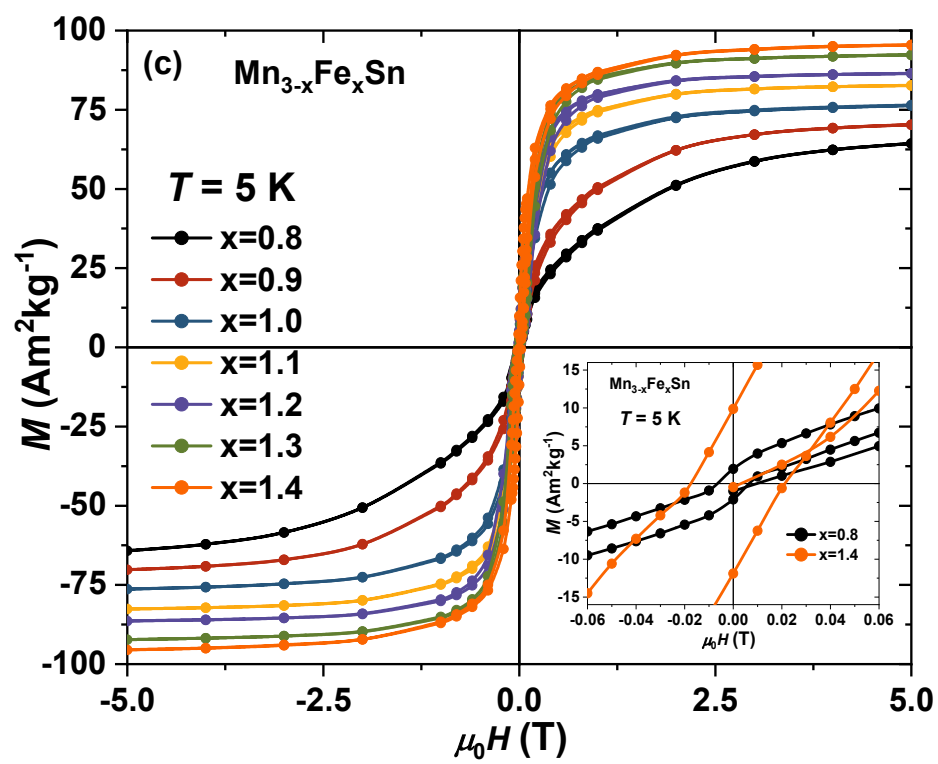 (c)
Mn₃₋ₓFeₓSn
T = 5 K
x=0.8
x=0.9
x=1.0
x=1.1
x=1.2
x=1.3
x=1.4
100
75
50
25
0
-25
-50
-75
-100
M (Am²kg⁻¹)
-5.0 -2.5 0.0 2.5 5.0
μ₀H (T)
Mn₃₋ₓFeₓSn
T = 5 K
15
10
5
0
-5
-10
-15
M (Am²kg⁻¹)
x=0.8
x=1.4
-0.06 -0.04 -0.02 0.00 0.02 0.04 0.06
μ₀H (T)